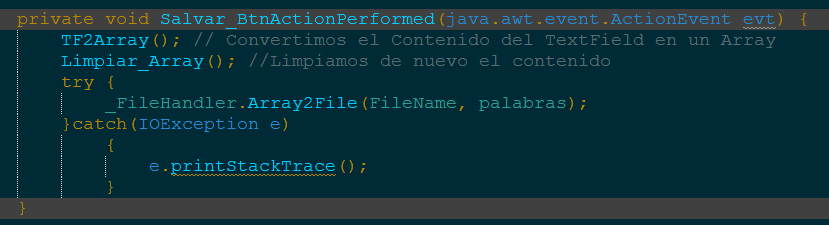 private void Salvar_BtnActionPerformed(java.awt.event.ActionEvent evt) {
TF2Array(); // Convertimos el Contenido del TextField en un Array
Limpiar_Array(); //Limpiamos de nuevo el contenido
try {
_FileHandler.Array2File(FileName, palabras);
}catch(IOException e)
{
e.printStackTrace();
}
}